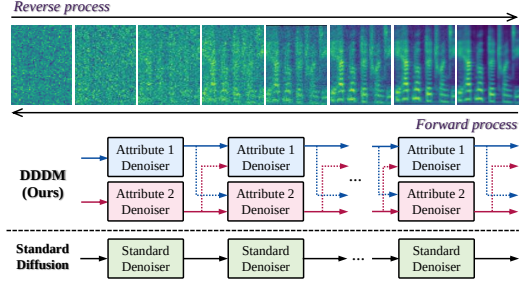 Reverse process
Forward process
DDDM
(Ours)
Attribute 1
Denoiser
Attribute 1
Denoiser
Attribute 1
Denoiser
...
Attribute 2
Denoiser
Attribute 2
Denoiser
Attribute 2
Denoiser
Standard
Diffusion
Standard
Denoiser
Standard
Denoiser
...
Standard
Denoiser